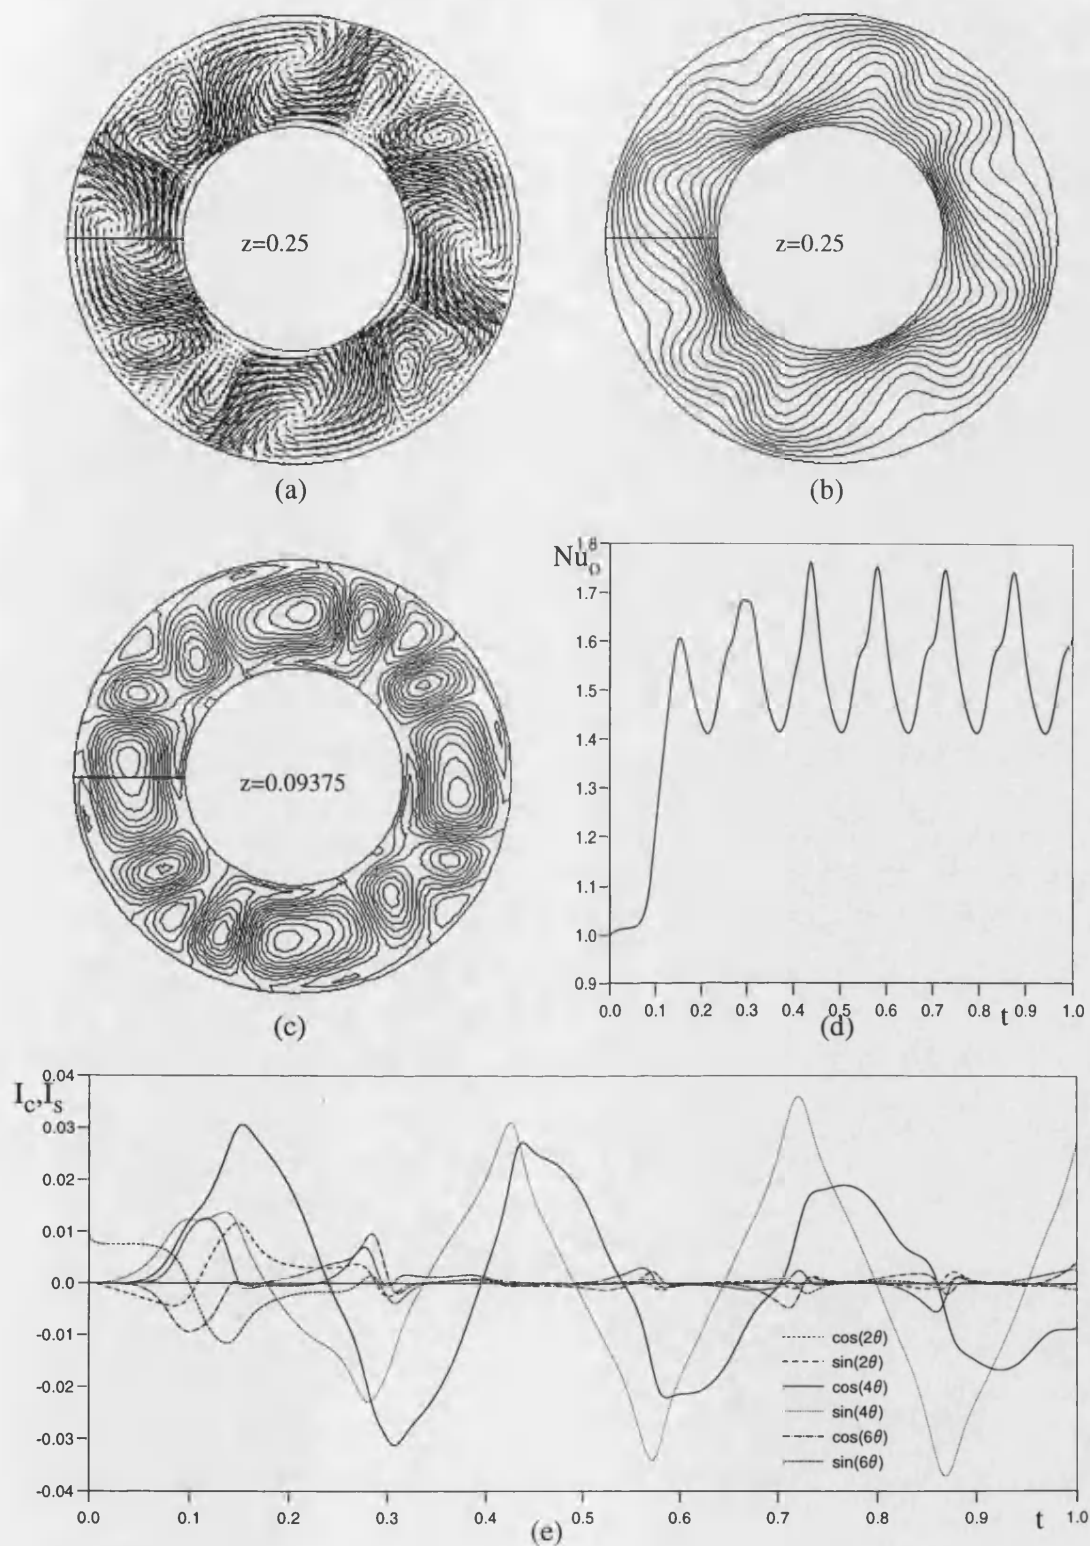 z=0.25
z=0.25
(a)
(b)
z=0.09375
(c)
Nu₀
1.8
1.7
1.6
1.5
1.4
1.3
1.2
1.1
1.0
0.9
0.0 0.1 0.2 0.3 0.4 0.5 0.6 0.7 0.8 0.9 1.0
t
(d)
I_c,I_s
0.04
0.03
0.02
0.01
0.0
-0.01
-0.02
-0.03
-0.04
cos(2θ)
sin(2θ)
cos(4θ)
sin(4θ)
cos(6θ)
sin(6θ)
0.0 0.1 0.2 0.3 0.4 0.5 0.6 0.7 0.8 0.9 1.0
t
(e)